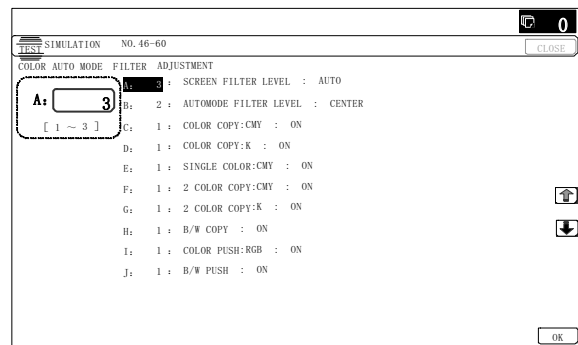 0
TEST SIMULATION NO. 46-60
CLOSE
COLOR AUTO MODE FILTER ADJUSTMENT
A: 3
[ 1 ～ 3 ]
A: 3 : SCREEN FILTER LEVEL : AUTO
B: 2 : AUTOMODE FILTER LEVEL : CENTER
C: 1 : COLOR COPY:CMY : ON
D: 1 : COLOR COPY:K : ON
E: 1 : SINGLE COLOR:CMY : ON
F: 1 : 2 COLOR COPY:CMY : ON
G: 1 : 2 COLOR COPY:K : ON
H: 1 : B/W COPY : ON
I: 1 : COLOR PUSH:RGB : ON
J: 1 : B/W PUSH : ON
OK